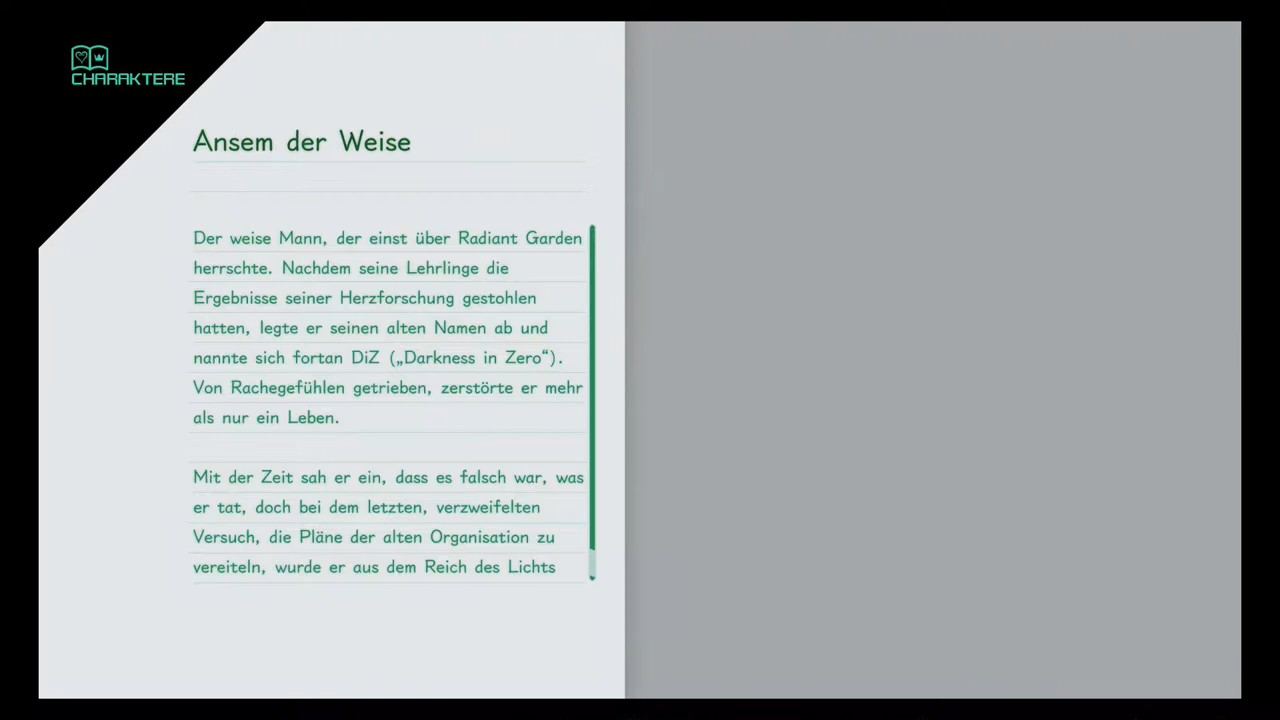 CHARAKTERE
Ansem der Weise
Der weise Mann, der einst über Radiant Garden
herrschte. Nachdem seine Lehrlinge die
Ergebnisse seiner Herzforschung gestohlen
hatten, legte er seinen alten Namen ab und
nannte sich fortan DiZ („Darkness in Zero“).
Von Rachegefühlen getrieben, zerstörte er mehr
als nur ein Leben.
Mit der Zeit sah er ein, dass es falsch war, was
er tat, doch bei dem letzten, verzweifelten
Versuch, die Pläne der alten Organisation zu
vereiteln, wurde er aus dem Reich des Lichts